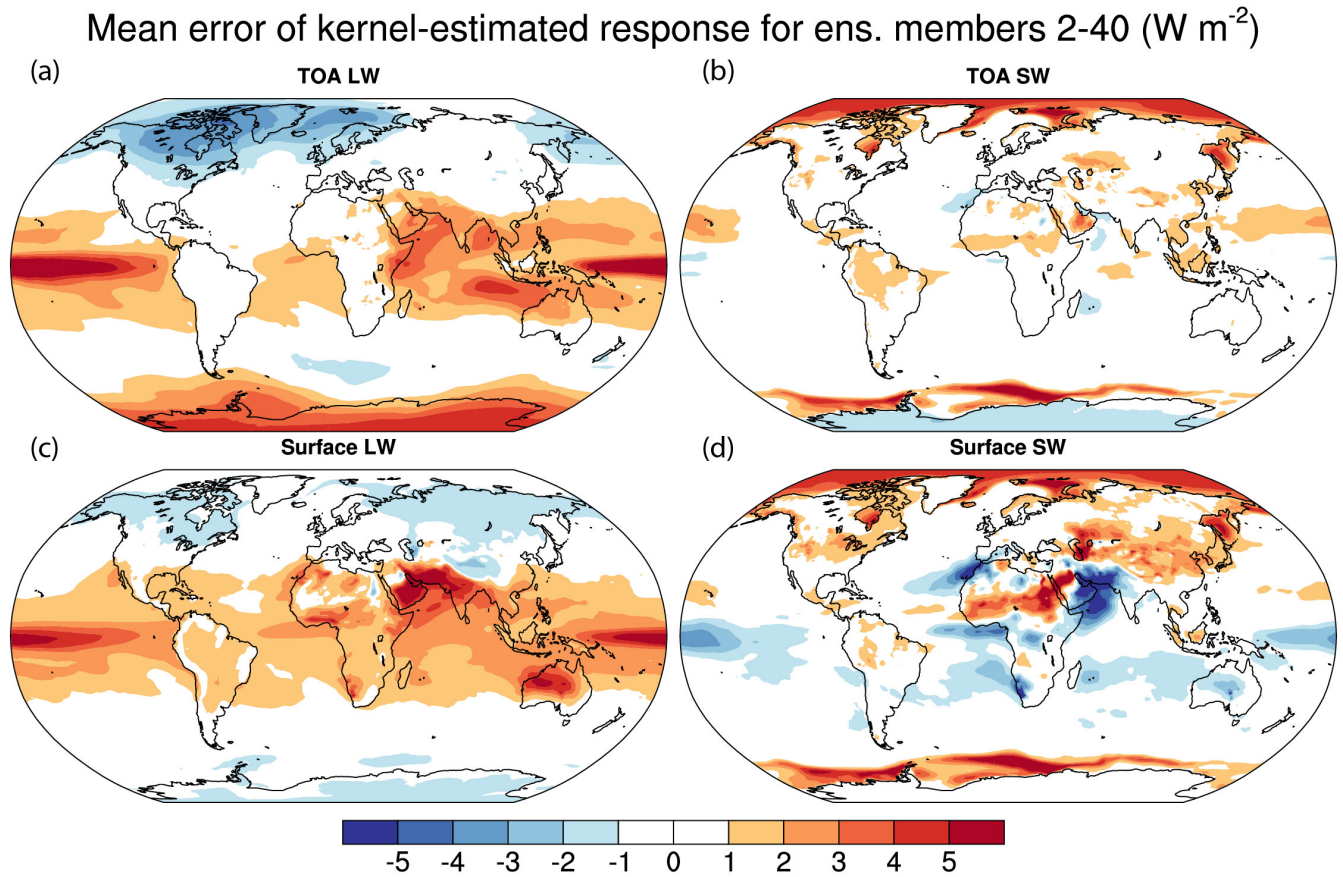 Mean error of kernel-estimated response for ens. members 2-40 (W m⁻²)
(a) TOA LW
(b) TOA SW
(c) Surface LW
(d) Surface SW
-5 -4 -3 -2 -1 0 1 2 3 4 5